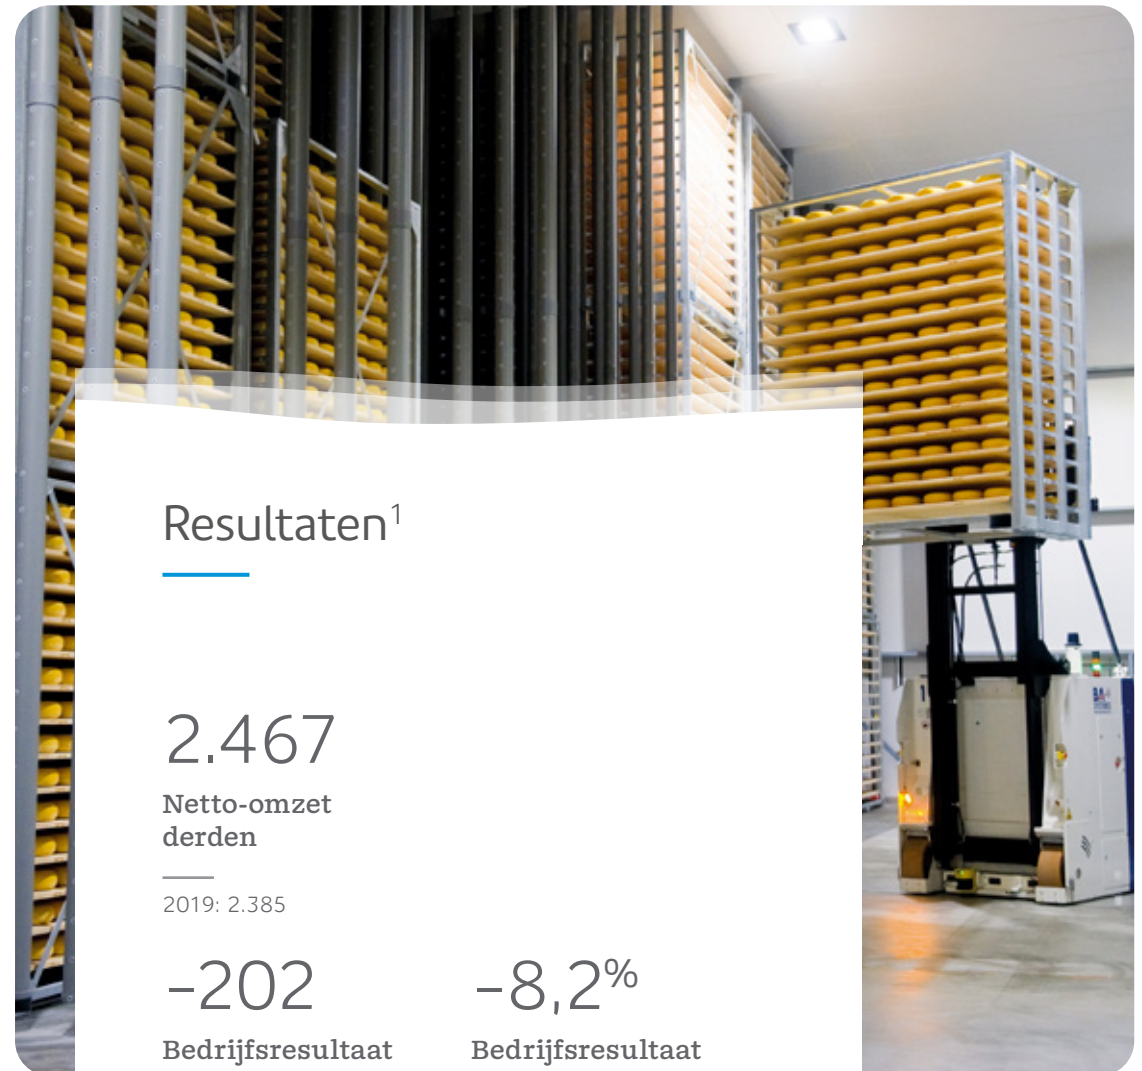 Resultaten¹
2.467
Netto-omzet
derden
2019: 2.385
–202
–8,2%
Bedrijfsresultaat
Bedrijfsresultaat